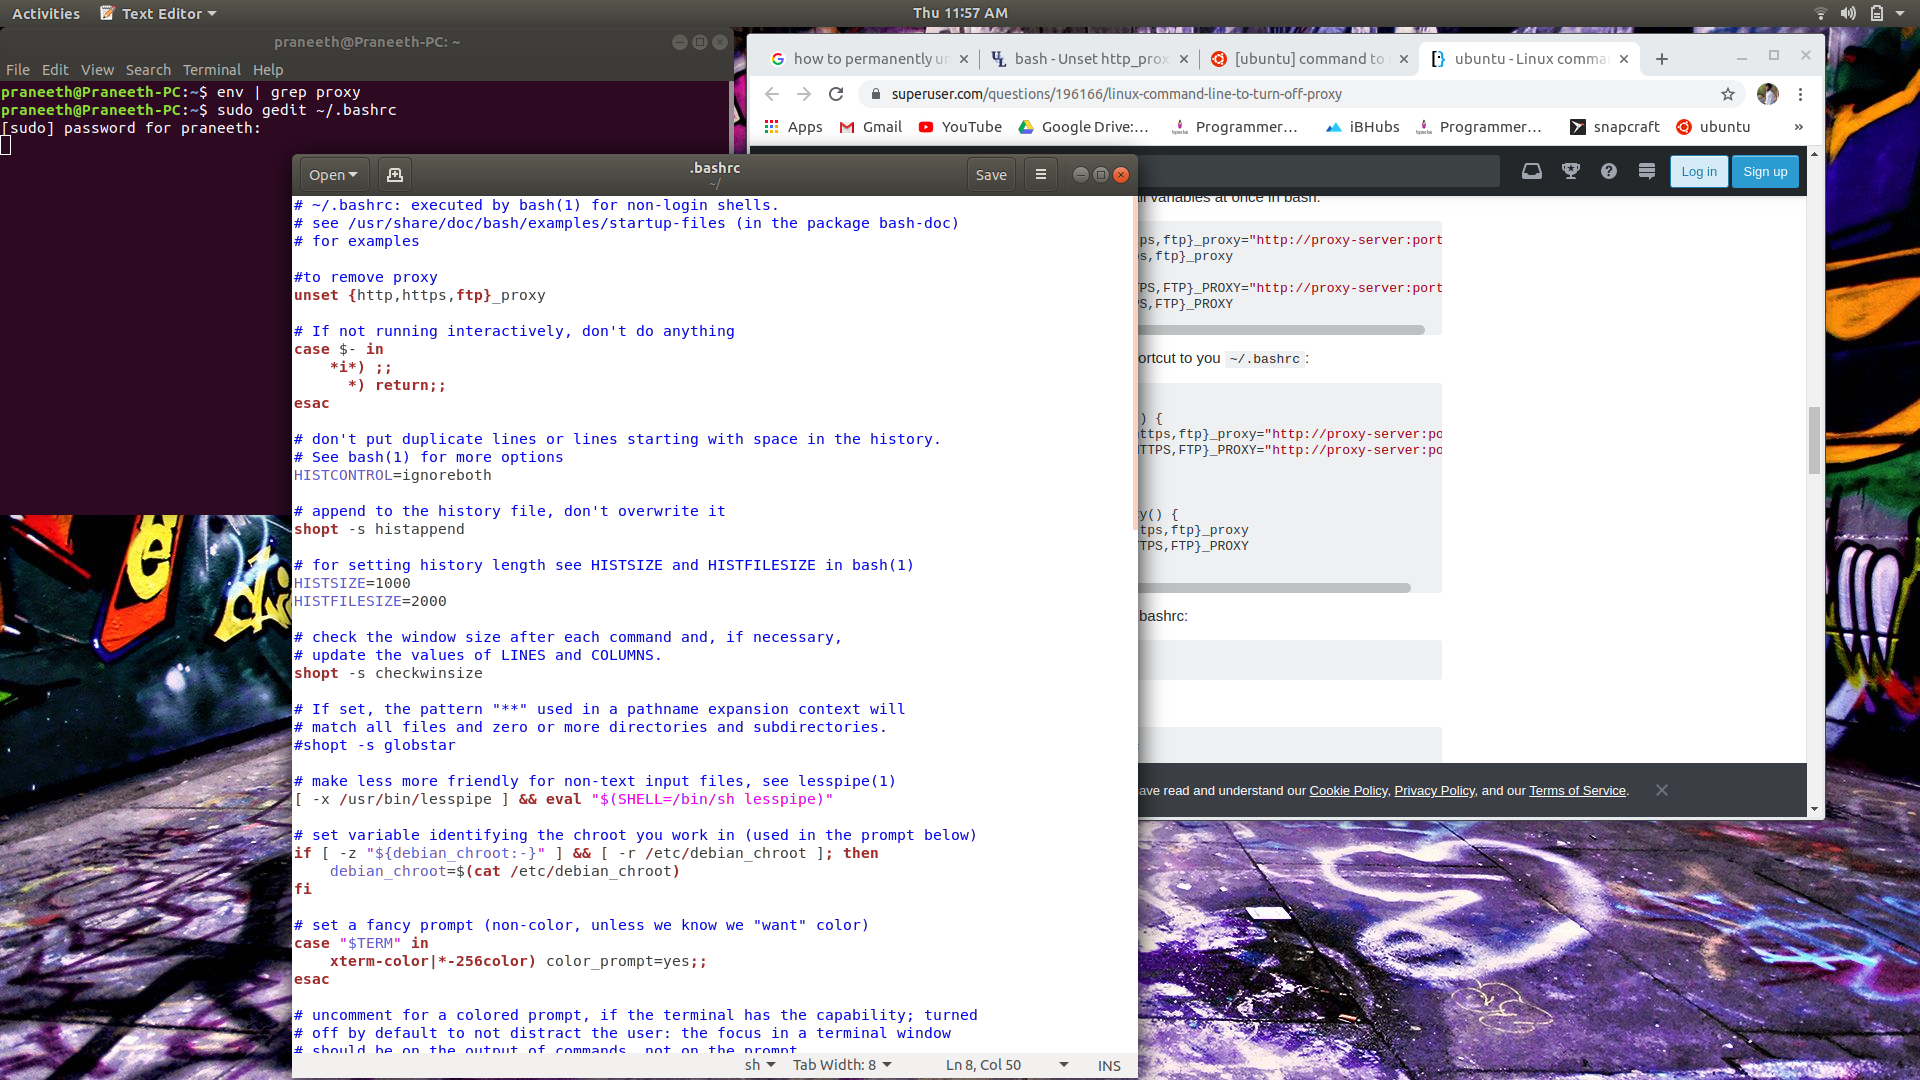 Activities
Text Editor
Thu 11:57 AM
praneeth@Praneeth-PC: ~
File Edit View Search Terminal Help
praneeth@Praneeth-PC:~$ env | grep proxy
praneeth@Praneeth-PC:~$ sudo gedit ~/.bashrc
[sudo] password for praneeth:
how to permanently un
bash - Unset http_prox
[ubuntu] command to
ubuntu - Linux comma
superuser.com/questions/196166/linux-command-line-to-turn-off-proxy
Apps Gmail YouTube Google Drive:... Programmer... iBHubs Programmer... snapcraft ubuntu »
Log in Sign up
variables at once in bash:
ps,ftp}_proxy="http://proxy-server:port
s,ftp}_proxy
TPS,FTP}_PROXY="http://proxy-server:port
S,FTP}_PROXY
ortcut to you ~/.bashrc:
) {
ttps,ftp}_proxy="http://proxy-server:po
TTPS,FTP}_PROXY="http://proxy-server:po
y() {
tps,ftp}_proxy
TPS,FTP}_PROXY
bashrc:
ave read and understand our Cookie Policy, Privacy Policy, and our Terms of Service.
Open
.bashrc
~/
Save
# ~/.bashrc: executed by bash(1) for non-login shells.
# see /usr/share/doc/bash/examples/startup-files (in the package bash-doc)
# for examples
#to remove proxy
unset {http,https,ftp}_proxy
# If not running interactively, don't do anything
case $- in
*i*) ;;
*) return;;
esac
# don't put duplicate lines or lines starting with space in the history.
# See bash(1) for more options
HISTCONTROL=ignoreboth
# append to the history file, don't overwrite it
shopt -s histappend
# for setting history length see HISTSIZE and HISTFILESIZE in bash(1)
HISTSIZE=1000
HISTFILESIZE=2000
# check the window size after each command and, if necessary,
# update the values of LINES and COLUMNS.
shopt -s checkwinsize
# If set, the pattern "**" used in a pathname expansion context will
# match all files and zero or more directories and subdirectories.
#shopt -s globstar
# make less more friendly for non-text input files, see lesspipe(1)
[ -x /usr/bin/lesspipe ] && eval "$(SHELL=/bin/sh lesspipe)"
# set variable identifying the chroot you work in (used in the prompt below)
if [ -z "${debian_chroot:-}" ] && [ -r /etc/debian_chroot ]; then
debian_chroot=$(cat /etc/debian_chroot)
fi
# set a fancy prompt (non-color, unless we know we "want" color)
case "$TERM" in
xterm-color|*-256color) color_prompt=yes;;
esac
# uncomment for a colored prompt, if the terminal has the capability; turned
# off by default to not distract the user: the focus in a terminal window
# should be on the output of commands, not on the prompt
sh Tab Width: 8 Ln 8, Col 50 INS